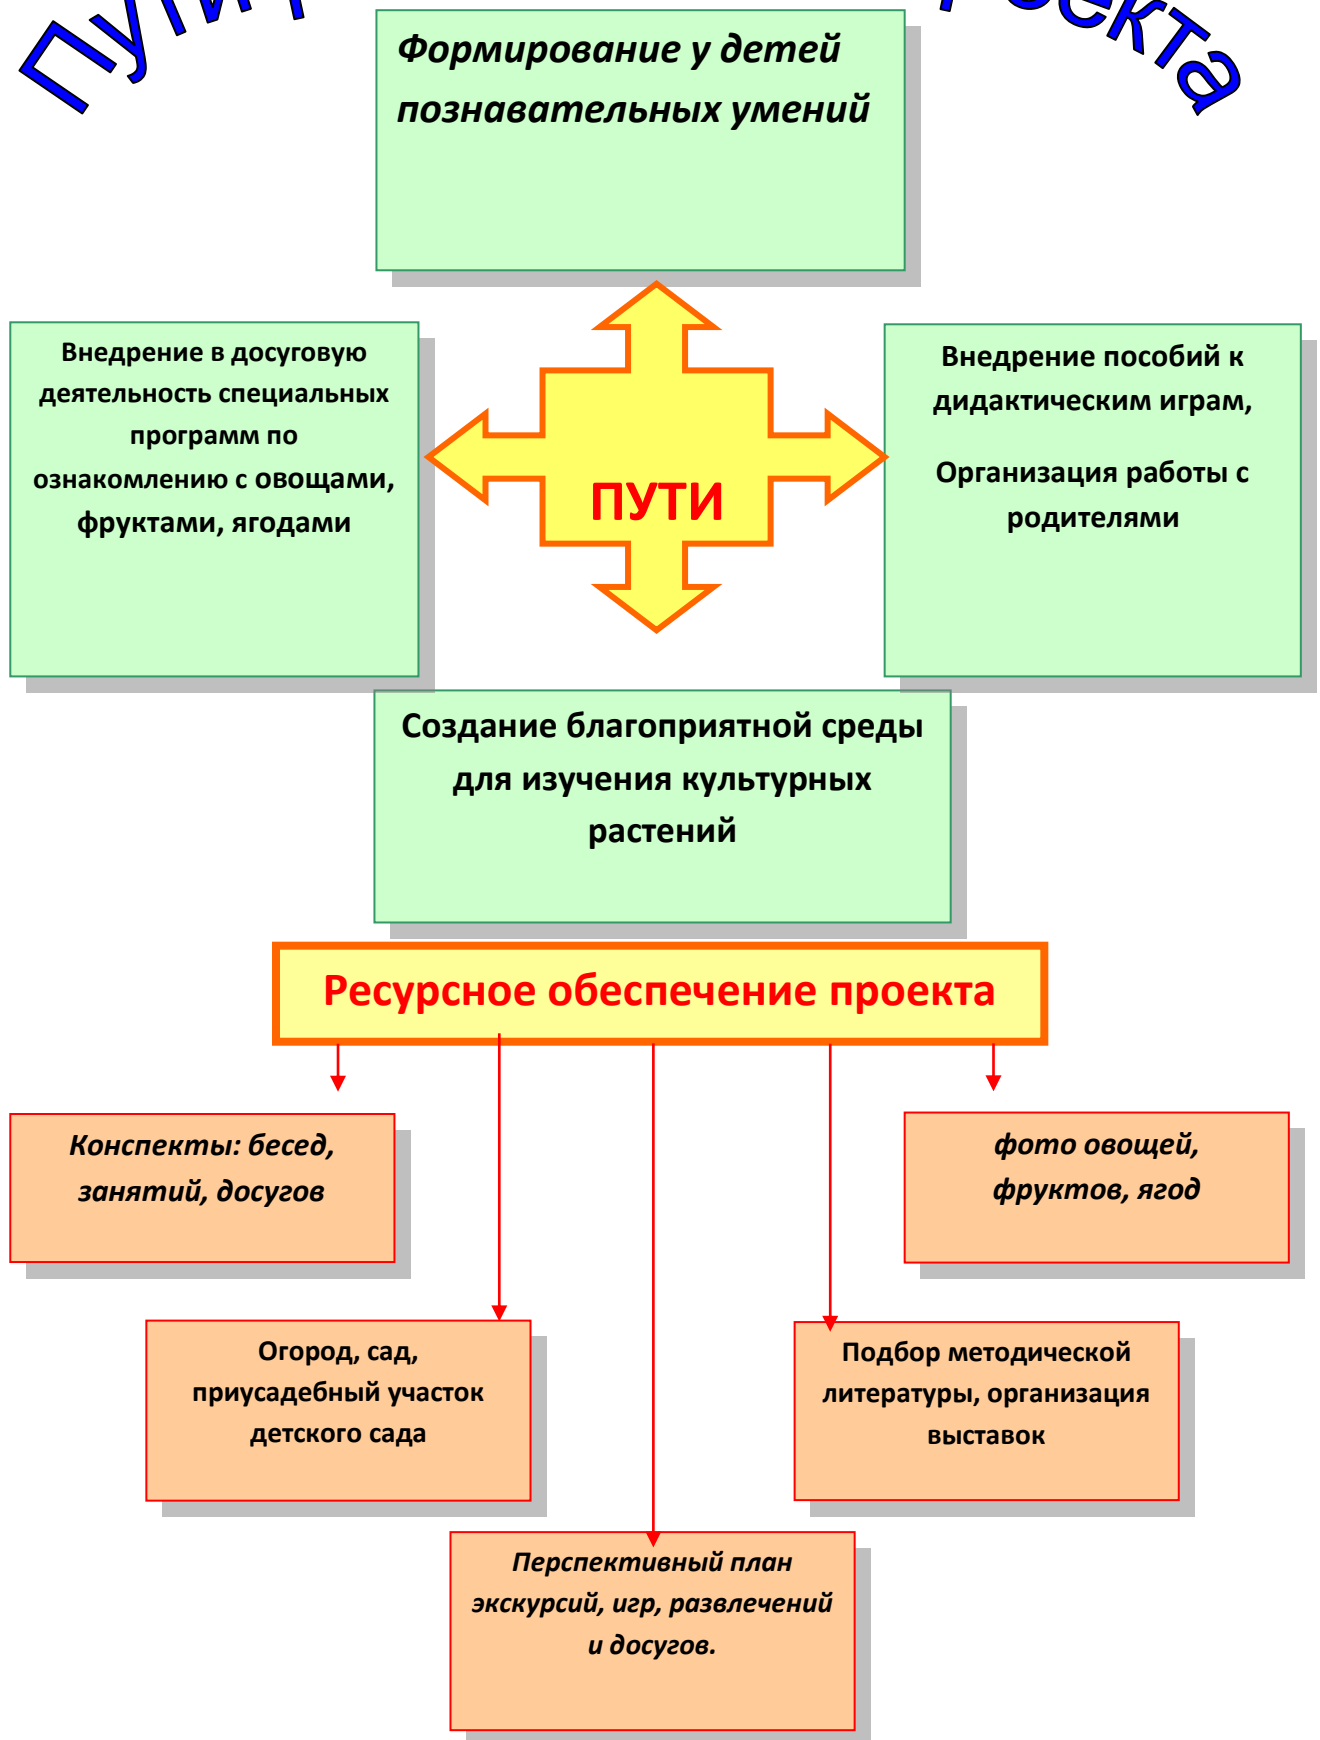 Пути
Формирование у детей
познавательных умений
Внедрение в досуговую
деятельность специальных
программ по
ознакомлению с овощами,
фруктами, ягодами
ПУТИ
Внедрение пособий к
дидактическим играм,
Организация работы с
родителями
Создание благоприятной среды
для изучения культурных
растений
Ресурсное обеспечение проекта
Конспекты: бесед,
занятий, досугов
фото овощей,
фруктов, ягод
Огород, сад,
приусадебный участок
детского сада
Подбор методической
литературы, организация
выставок
Перспективный план
экскурсий, игр, развлечений
и досугов.